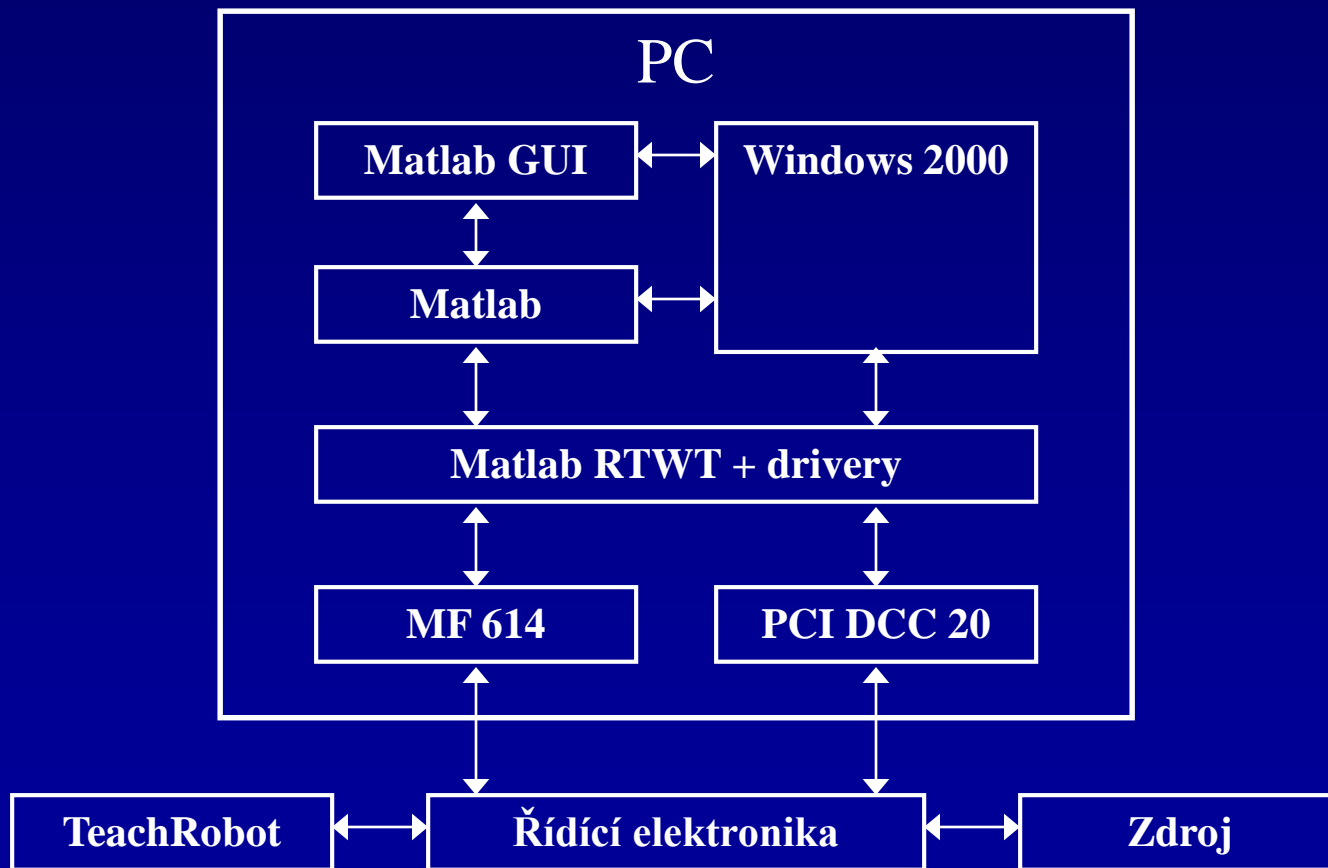 PC
Matlab GUI
Windows 2000
Matlab
Matlab RTWT + drivery
MF 614
PCI DCC 20
TeachRobot
Řídící elektronika
Zdroj